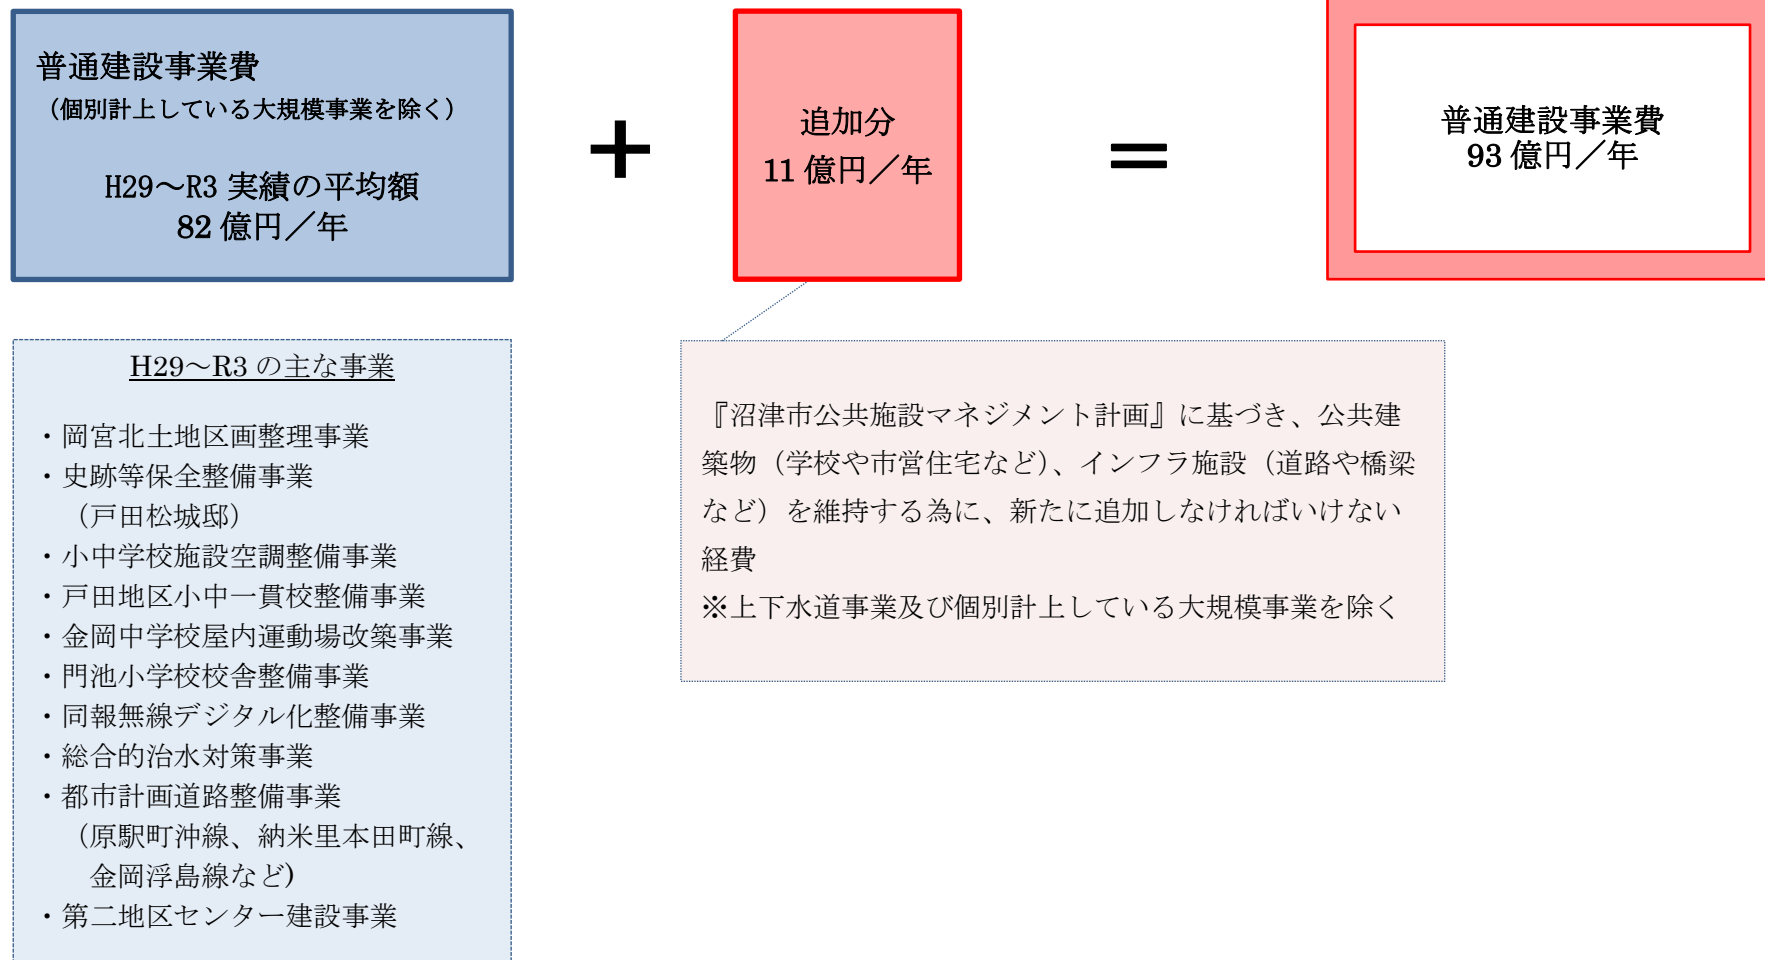 普通建設事業費
（個別計上している大規模事業を除く）
H29～R3 実績の平均額
82 億円／年
＋
追加分
11 億円／年
＝
普通建設事業費
93 億円／年
H29～R3 の主な事業
・岡宮北土地区画整理事業
・史跡等保全整備事業
（戸田松城邸）
・小中学校施設空調整備事業
・戸田地区小中一貫校整備事業
・金岡中学校屋内運動場改築事業
・門池小学校校舎整備事業
・同報無線デジタル化整備事業
・総合的治水対策事業
・都市計画道路整備事業
（原駅町沖線、納米里本田町線、
金岡浮島線など）
・第二地区センター建設事業
『沼津市公共施設マネジメント計画』に基づき、公共建
築物（学校や市営住宅など）、インフラ施設（道路や橋梁
など）を維持する為に、新たに追加しなければいけない
経費
※上下水道事業及び個別計上している大規模事業を除く